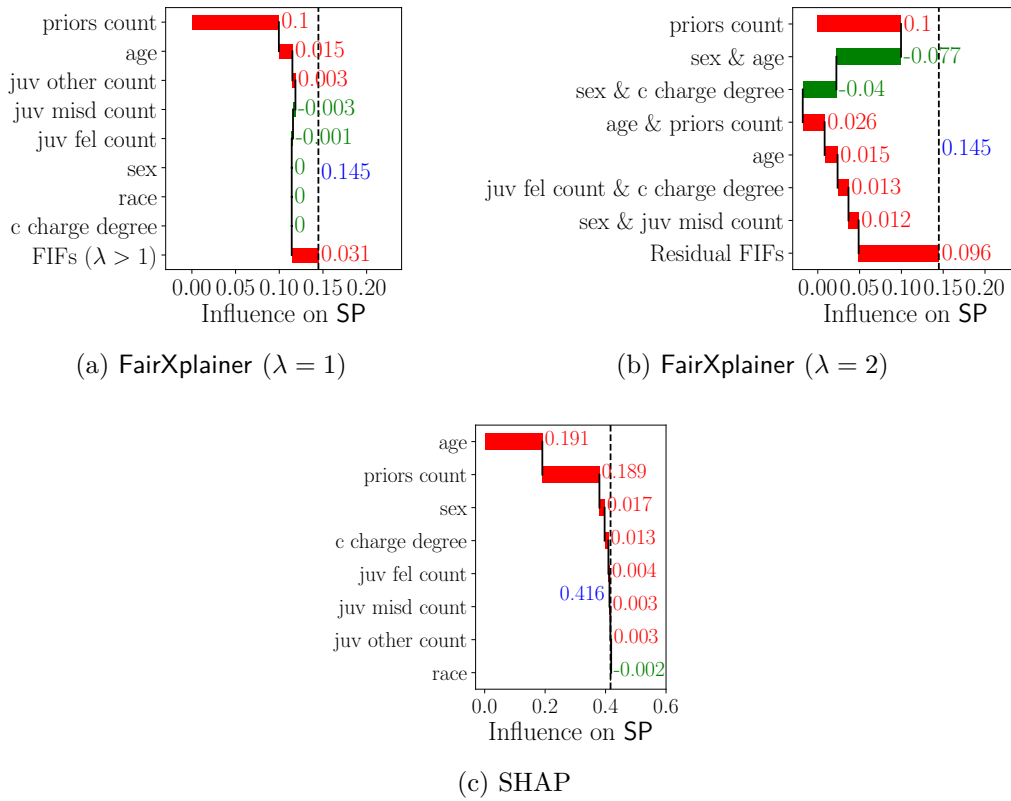 priors count 0.1
age 0.015
juv other count 0.003
juv misd count -0.003
juv fel count -0.001
sex 0 0.145
race 0
c charge degree 0
FIFs (λ > 1) 0.031
0.00 0.05 0.10 0.15 0.20
Influence on SP
(a) FairXplainer (λ = 1)
priors count 0.1
sex & age -0.077
sex & c charge degree -0.04
age & priors count 0.026
0.145
age 0.015
juv fel count & c charge degree 0.013
sex & juv misd count 0.012
Residual FIFs 0.096
0.00 0.05 0.10 0.15 0.20
Influence on SP
(b) FairXplainer (λ = 2)
age 0.191
priors count 0.189
sex 0.017
c charge degree 0.013
juv fel count 0.004
0.416
juv misd count 0.003
juv other count 0.003
race -0.002
0.0 0.2 0.4 0.6
Influence on SP
(c) SHAP